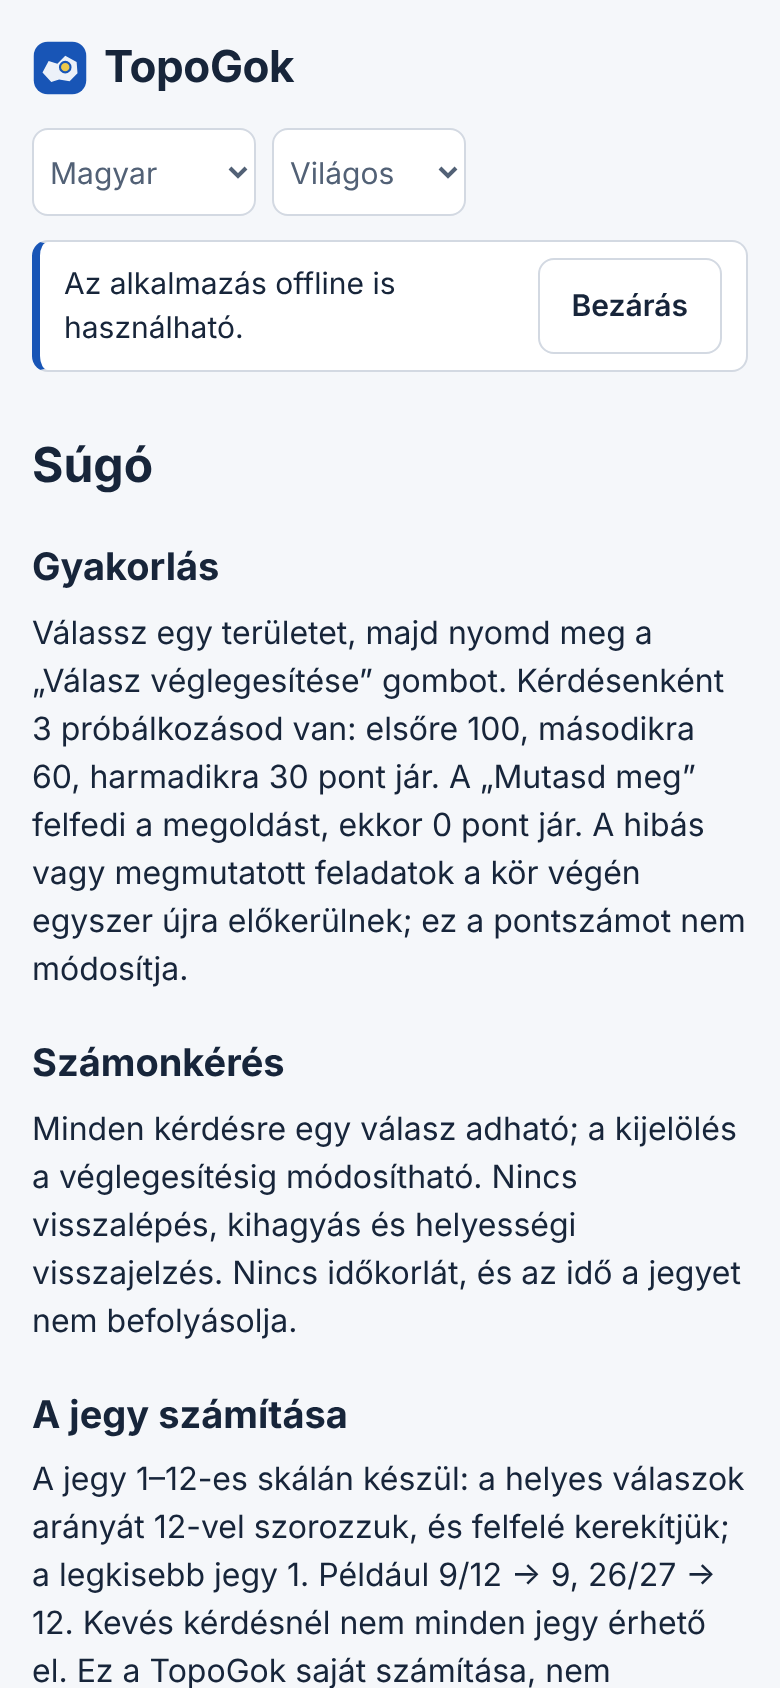 TopoGok
Magyar
Világos
Az alkalmazás offline is
használható.
Bezárás
Súgó
Gyakorlás
Válassz egy területet, majd nyomd meg a
„Válasz véglegesítése” gombot. Kérdésenként
3 próbálkozásod van: elsőre 100, másodikra
60, harmadikra 30 pont jár. A „Mutasd meg”
felfedi a megoldást, ekkor 0 pont jár. A hibás
vagy megmutatott feladatok a kör végén
egyszer újra előkerülnek; ez a pontszámot nem
módosítja.
Számonkérés
Minden kérdésre egy válasz adható; a kijelölés
a véglegesítésig módosítható. Nincs
visszalépés, kihagyás és helyességi
visszajelzés. Nincs időkorlát, és az idő a jegyet
nem befolyásolja.
A jegy számítása
A jegy 1–12-es skálán készül: a helyes válaszok
arányát 12-vel szorozzuk, és felfelé kerekítjük;
a legkisebb jegy 1. Például 9/12 → 9, 26/27 →
12. Kevés kérdésnél nem minden jegy érhető
el. Ez a TopoGok saját számítása, nem